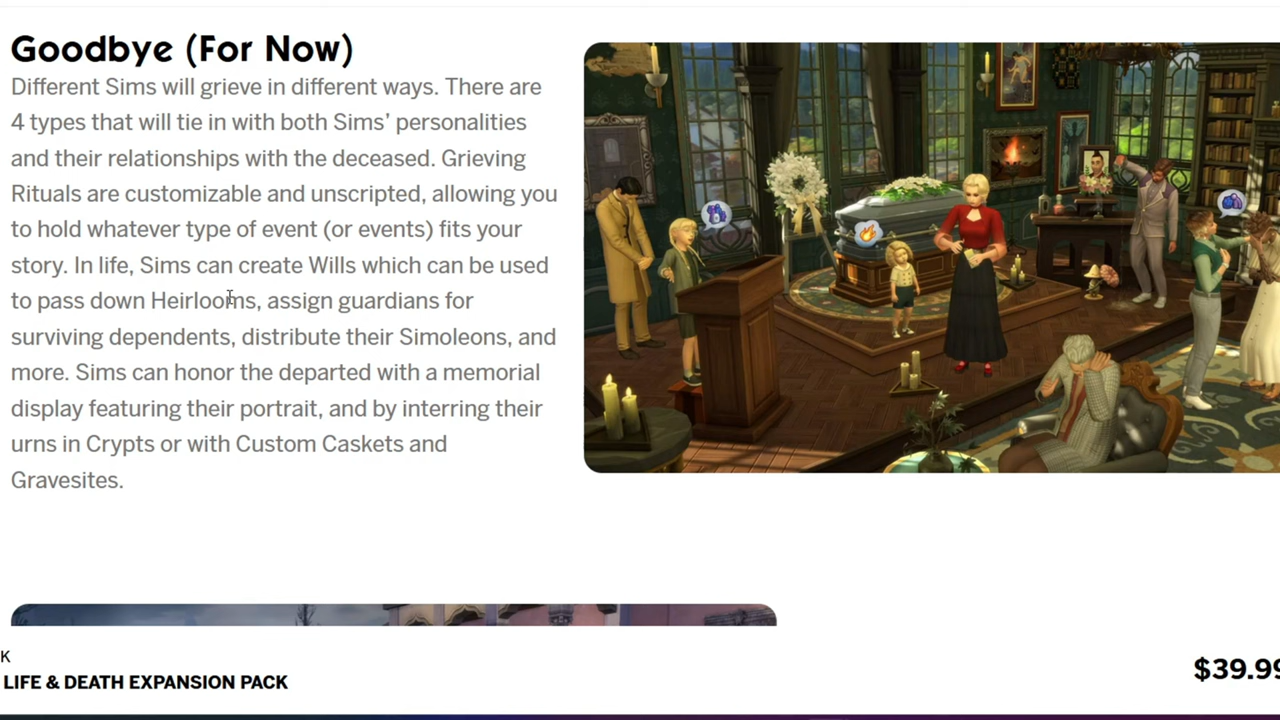 Goodbye (For Now)
Different Sims will grieve in different ways. There are
4 types that will tie in with both Sims’ personalities
and their relationships with the deceased. Grieving
Rituals are customizable and unscripted, allowing you
to hold whatever type of event (or events) fits your
story. In life, Sims can create Wills which can be used
to pass down Heirlooms, assign guardians for
surviving dependents, distribute their Simoleons, and
more. Sims can honor the departed with a memorial
display featuring their portrait, and by interring their
urns in Crypts or with Custom Caskets and
Gravesites.
K
LIFE & DEATH EXPANSION PACK
$39.99